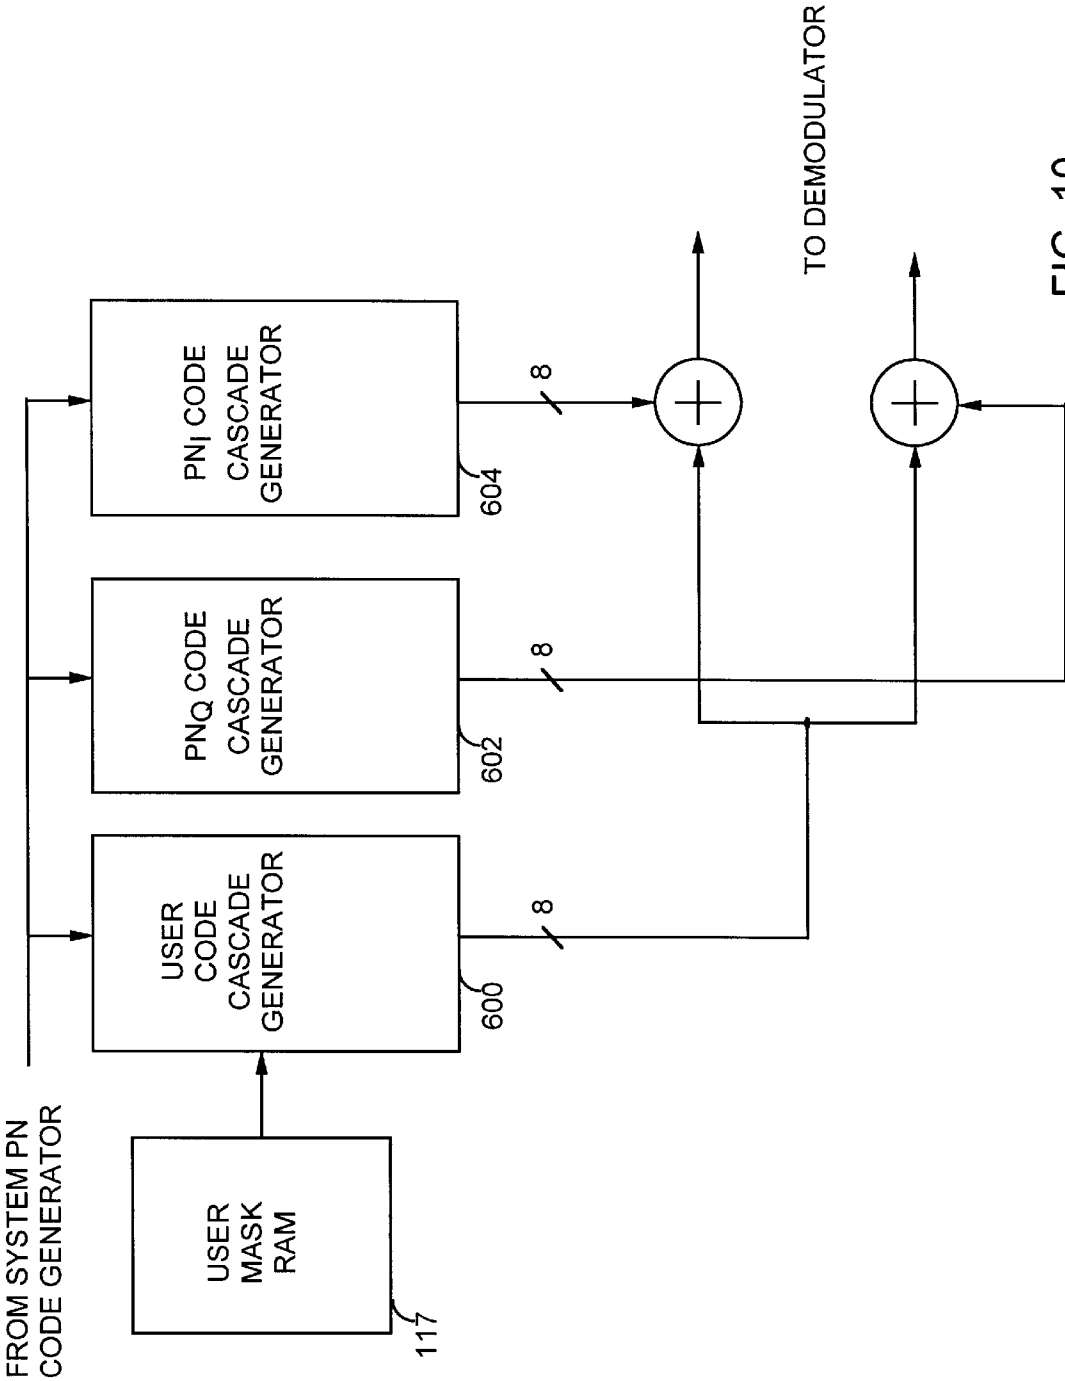 FROM SYSTEM PN
CODE GENERATOR
USER
MASK
RAM
117
USER
CODE
CASCADE
GENERATOR
600
8
PNQ CODE
CASCADE
GENERATOR
602
8
PNI CODE
CASCADE
GENERATOR
604
8
TO DEMODULATOR